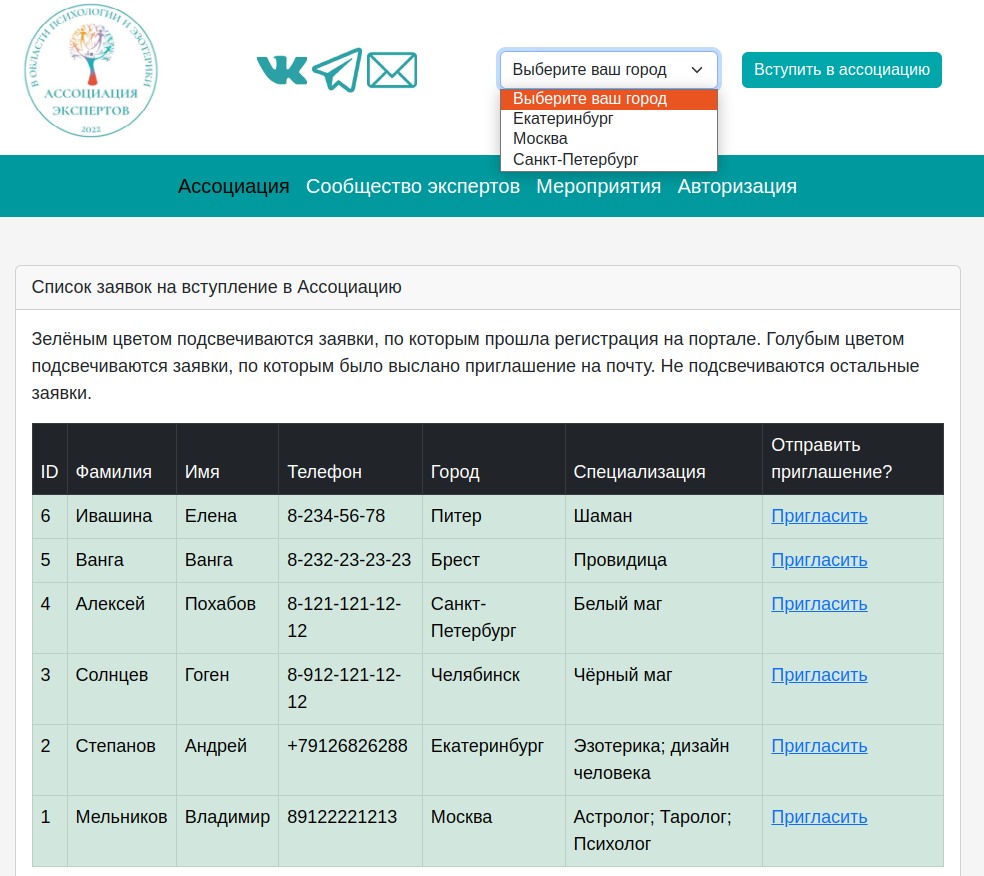 В ОБЛАСТИ ПСИХОЛОГИИ И ЭЗОТЕРИКИ
АССОЦИАЦИЯ
ЭКСПЕРТОВ
2022
Выберите ваш город
Вступить в ассоциацию
Выберите ваш город
Екатеринбург
Москва
Санкт-Петербург
Ассоциация Сообщество экспертов Мероприятия Авторизация
Список заявок на вступление в Ассоциацию
Зелёным цветом подсвечиваются заявки, по которым прошла регистрация на портале. Голубым цветом
подсвечиваются заявки, по которым было выслано приглашение на почту. Не подсвечиваются остальные
заявки.
Отправить
ID Фамилия Имя Телефон Город Специализация приглашение?
6 Ивашина Елена 8-234-56-78 Питер Шаман Пригласить
5 Ванга Ванга 8-232-23-23-23 Брест Провидица Пригласить
4 Алексей Похабов 8-121-121-12- Санкт- Белый маг Пригласить
12 Петербург
3 Солнцев Гоген 8-912-121-12- Челябинск Чёрный маг Пригласить
12
2 Степанов Андрей +79126826288 Екатеринбург Эзотерика; дизайн Пригласить
человека
1 Мельников Владимир 89122221213 Москва Астролог; Таролог; Пригласить
Психолог